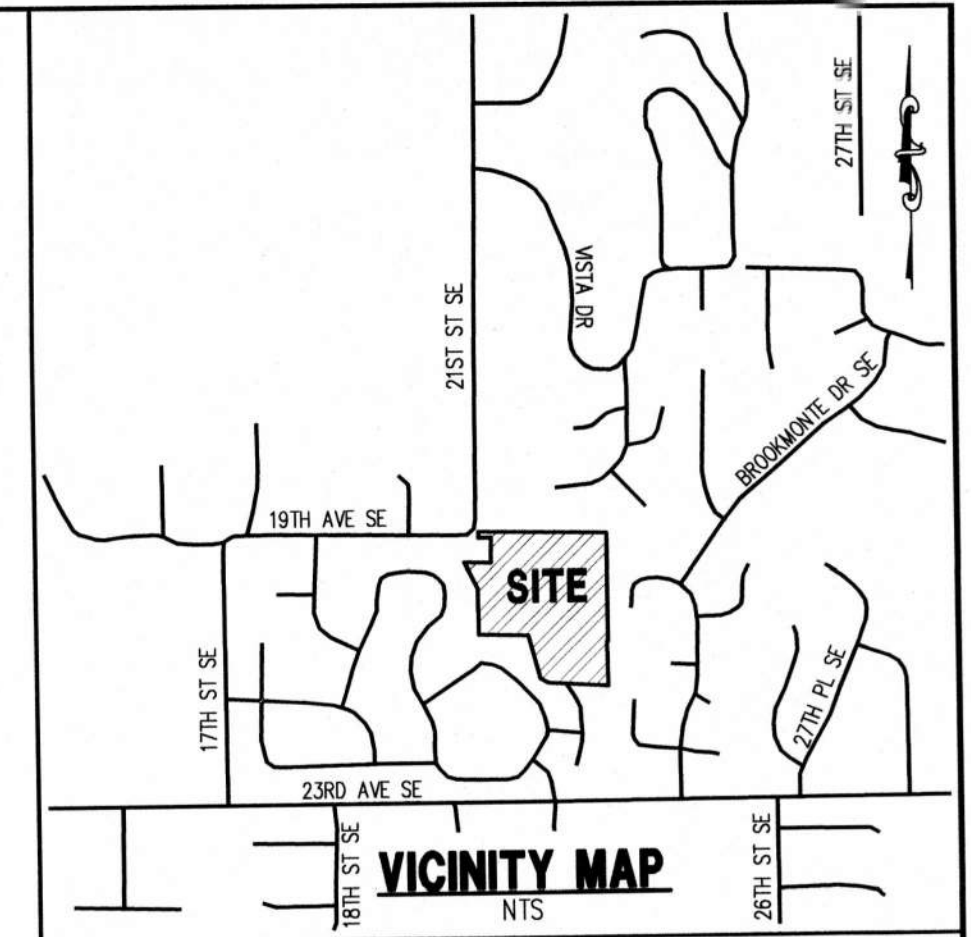 27TH ST SE
VISTA DR
21ST ST SE
BROOKMONTE DR SE
19TH AVE SE
SITE
17TH ST SE
27TH PL SE
23RD AVE SE
18TH ST SE
VICINITY MAP
NTS
26TH ST SE